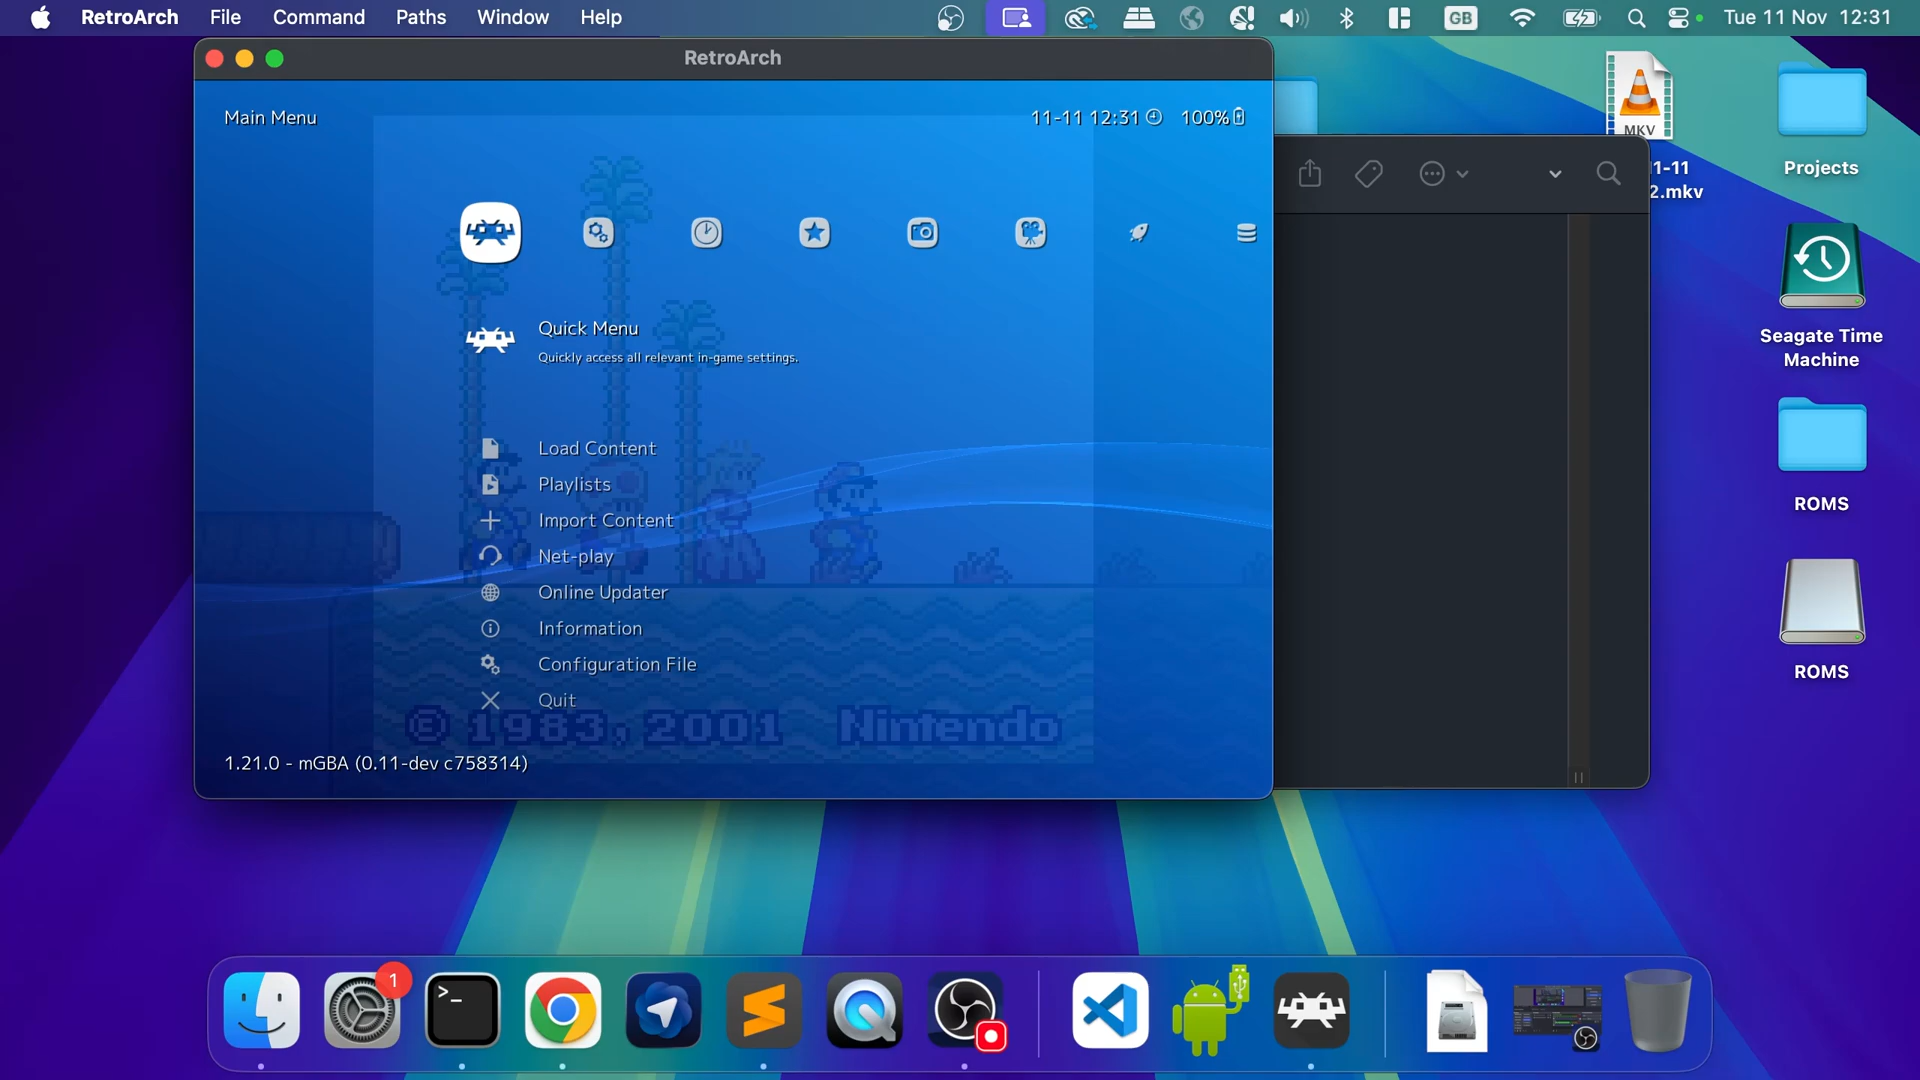 RetroArch File Command Paths Window Help GB Tue 11 Nov 12:31
RetroArch
Main Menu
11-11 12:31 100%
Quick Menu
Quickly access all relevant in-game settings.
Load Content
Playlists
Import Content
Net-play
Online Updater
Information
Configuration File
Quit
© 1983, 2001 Nintendo
1.21.0 - mGBA (0.11-dev c758314)
MKV
1-11
2.mkv
Projects
Seagate Time
Machine
ROMS
ROMS
1
>_